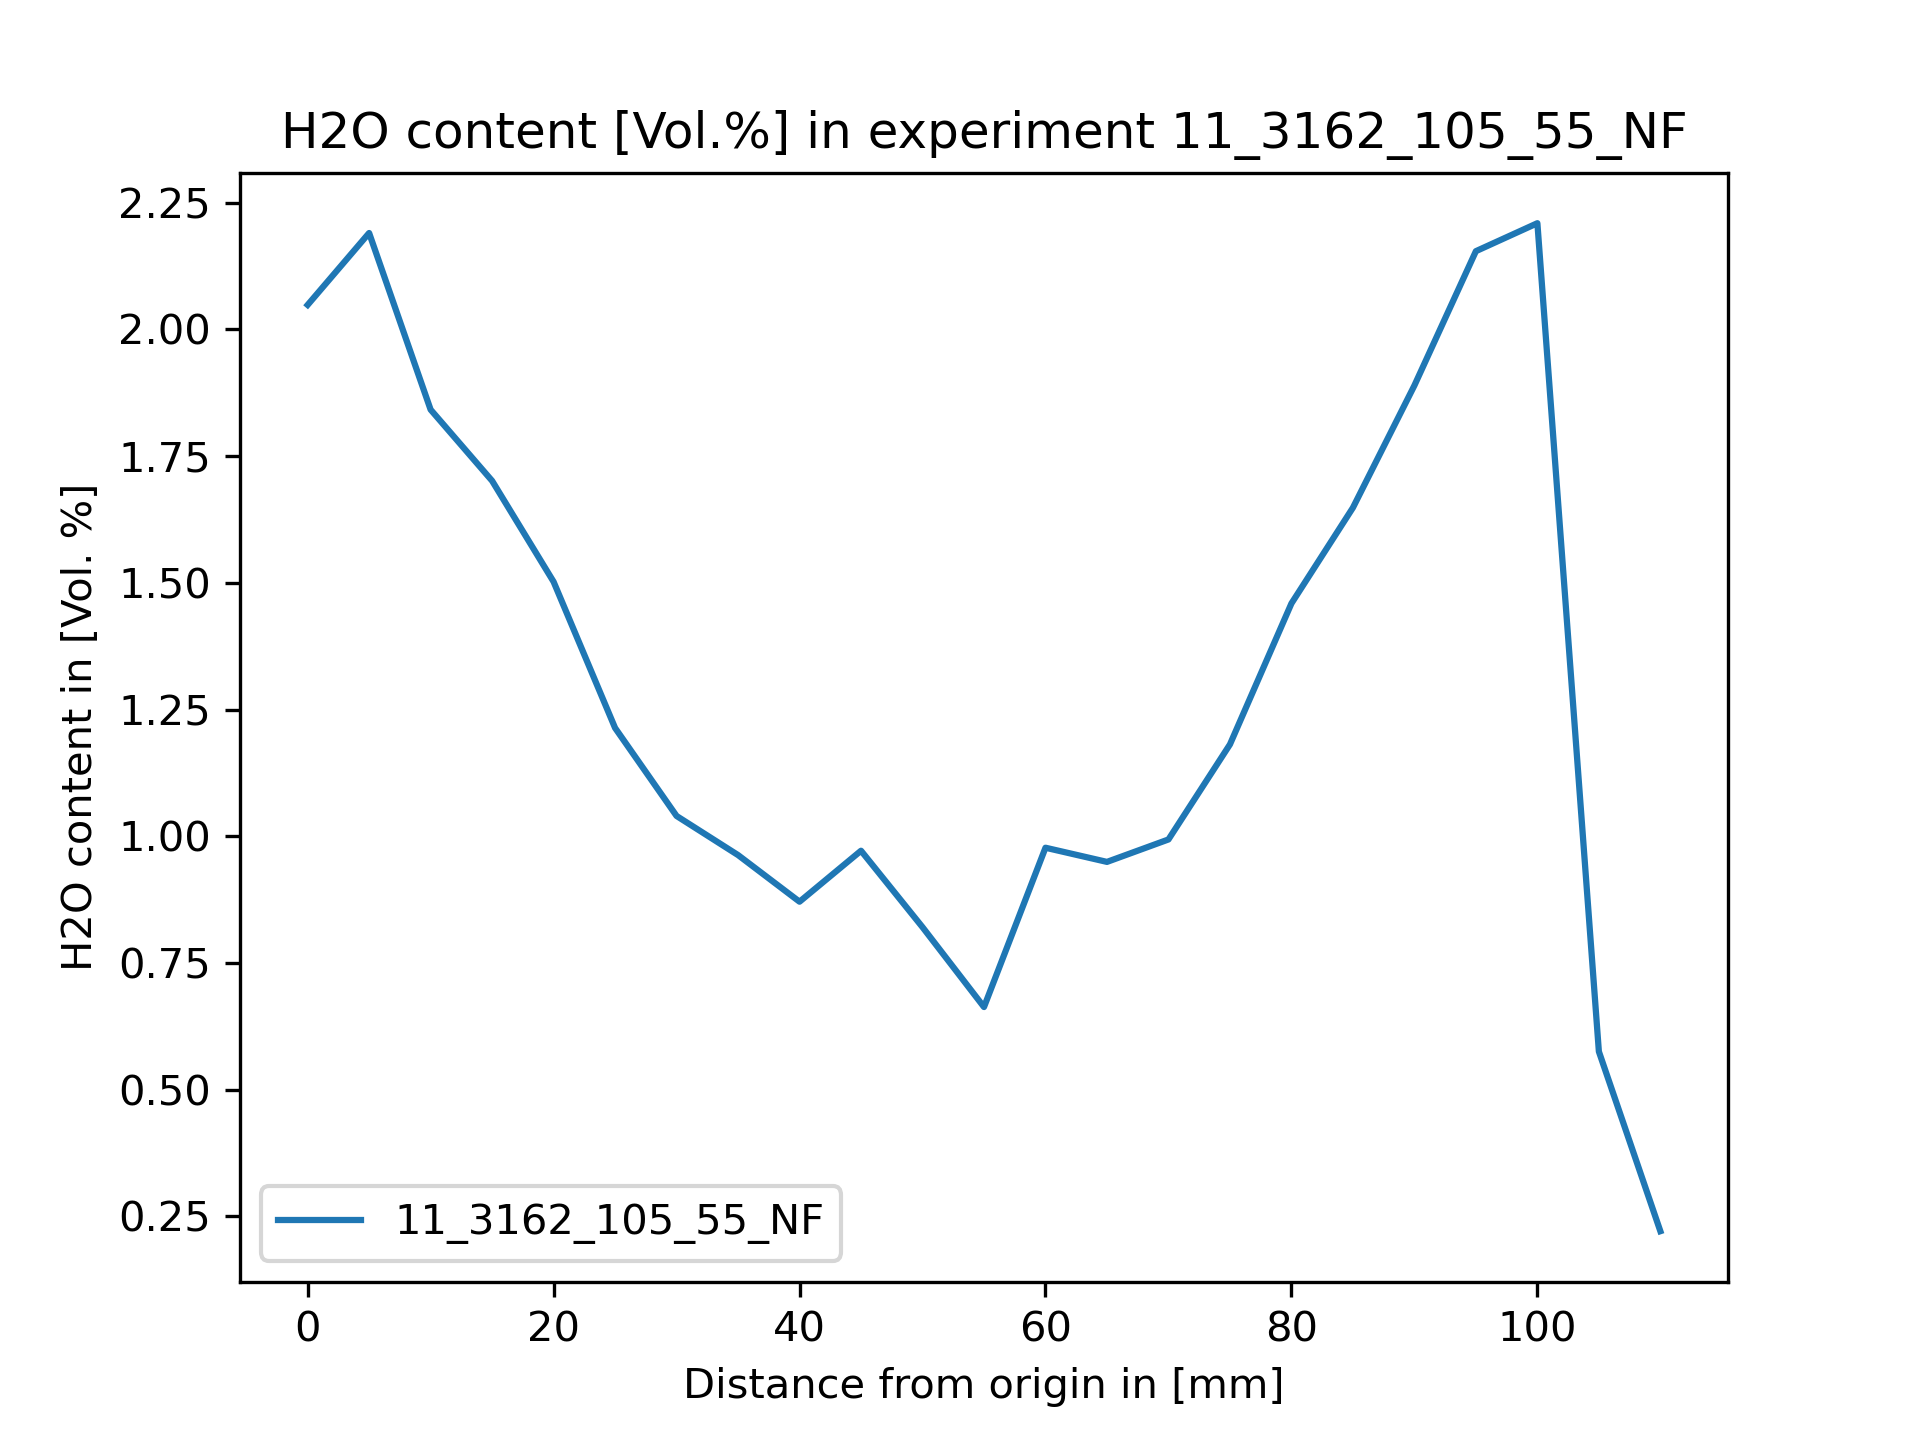 H2O content [Vol.%] in experiment 11_3162_105_55_NF
H2O content in [Vol. %]
2.25
2.00
1.75
1.50
1.25
1.00
0.75
0.50
0.25
11_3162_105_55_NF
0 20 40 60 80 100
Distance from origin in [mm]